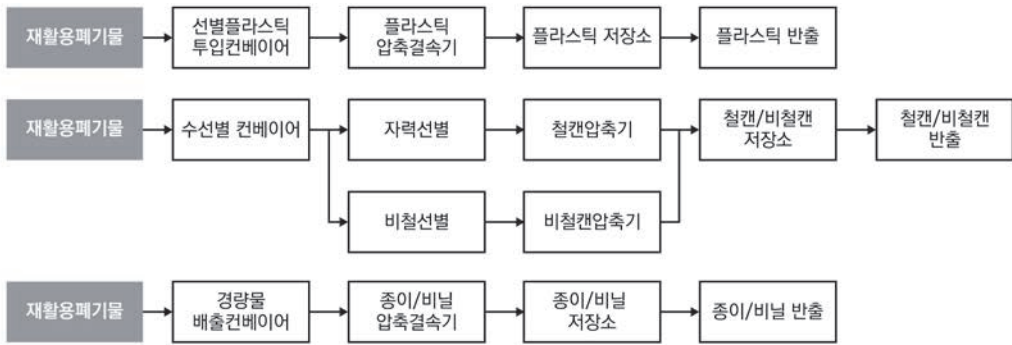 재활용폐기물
선별플라스틱
투입컨베이어
플라스틱
압축결속기
플라스틱 저장소
플라스틱 반출
재활용폐기물
수선별 컨베이어
자력선별
철캔압축기
철캔/비철캔
저장소
철캔/비철캔
반출
비철선별
비철캔압축기
재활용폐기물
경량물
배출컨베이어
종이/비닐
압축결속기
종이/비닐
저장소
종이/비닐 반출